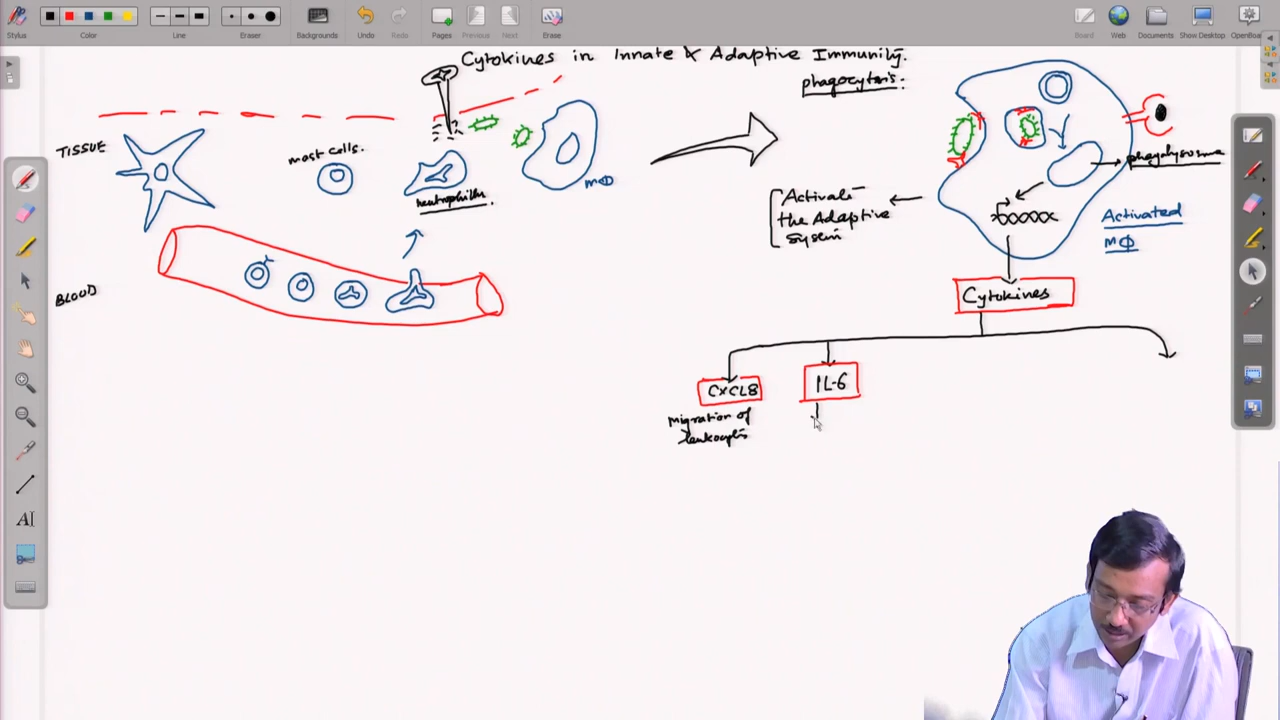 Stylus
Color
Line
Eraser
Backgrounds
Undo
Redo
Pages
Previous
Next
Erase
Board
Web
Documents
Show Desktop
OpenBoa
Cytokines in Innate & Adaptive Immunity.
phagocytosis:
TISSUE
mast cells.
neutrophils.
mΦ
BLOOD
Activate
the Adaptive
System
phagolysosome
Activated
MΦ
Cytokines
CXCL8
IL-6
Migration of
leukocytes
AI